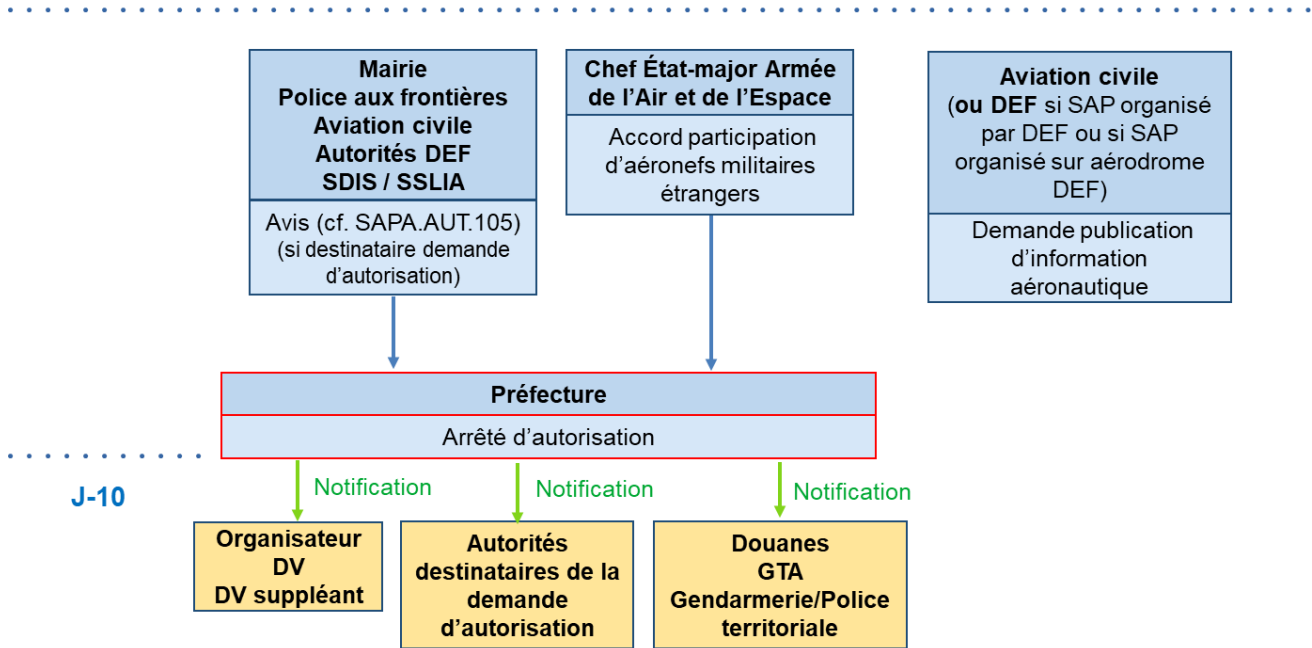 Mairie
Police aux frontières
Aviation civile
Autorités DEF
SDIS / SSLIA
Avis (cf. SAPA.AUT.105)
(si destinataire demande
d’autorisation)
Chef État-major Armée
de l’Air et de l’Espace
Accord participation
d’aéronefs militaires
étrangers
Aviation civile
(ou DEF si SAP organisé
par DEF ou si SAP
organisé sur aérodrome
DEF)
Demande publication
d’information
aéronautique
Préfecture
Arrêté d’autorisation
J-10
Notification
Notification
Notification
Organisateur
DV
DV suppléant
Autorités
destinataires de la
demande
d’autorisation
Douanes
GTA
Gendarmerie/Police
territoriale